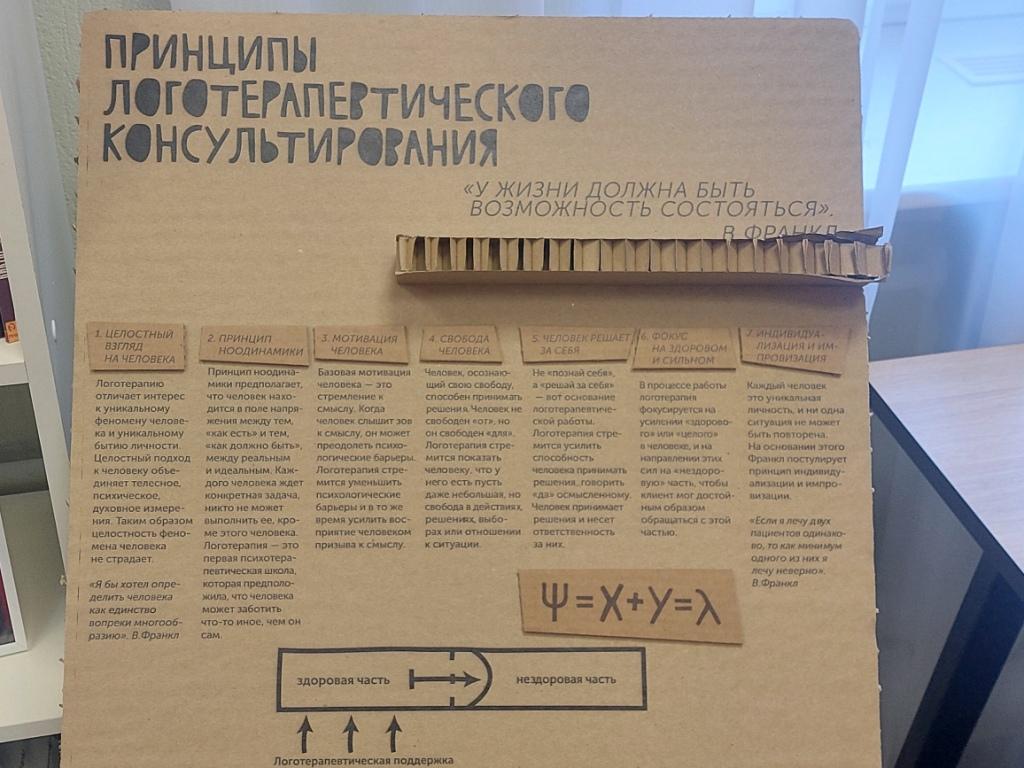 ПРИНЦИПЫ
ЛОГОТЕРАПЕВТИЧЕСКОГО
КОНСУЛЬТИРОВАНИЯ
«У ЖИЗНИ ДОЛЖНА БЫТЬ
ВОЗМОЖНОСТЬ СОСТОЯТЬСЯ».
В ФРАНКЛ
1. ЦЕЛОСТНЫЙ
ВЗГЛЯД
НА ЧЕЛОВЕКА
Логотерапию
отличает интерес
к уникальному
феномену челове-
ка и уникальному
бытию личности.
Целостный подход
к человеку объе-
диняет телесное,
психическое,
духовное измере-
ния. Таким образом
целостность фено-
мена человека
не страдает.
«Я бы хотел опре-
делить человека
как единство
вопреки многооб-
разию». В.Франкл
2. ПРИНЦИП
НООДИНАМИКИ
Принцип ноодина-
мики предполагает,
что человек нахо-
дится в поле напря-
жения между тем,
«как есть» и тем,
«как должно быть»,
между реальным
и идеальным. Каж-
дого человека ждет
конкретная задача,
никто не может
выполнить ее, кро-
ме этого человека.
Логотерапия — это
первая психотера-
певтическая школа,
которая предполо-
жила, что человека
может заботить
что-то иное, чем он
сам.
3. МОТИВАЦИЯ
ЧЕЛОВЕКА
Базовая мотивация
человека — это
стремление к
смыслу. Когда
человек слышит зов
к смыслу, он может
преодолеть психо-
логические барьеры.
Логотерапия стре-
мится уменьшить
психологические
барьеры и в то же
время усилить вос-
приятие человеком
призыва к смыслу.
4. СВОБОДА
ЧЕЛОВЕКА
Человек, осознаю-
щий свою свободу,
способен принимать
решения. Человек не
свободен «от», но
он свободен «для».
Логотерапия стре-
мится показать
человеку, что у
него есть пусть
даже небольшая, но
свобода в действиях,
решениях, выбо-
рах или отношении
к ситуации.
5. ЧЕЛОВЕК РЕШАЕТ
ЗА СЕБЯ
Не «познай себя»,
а «решай за себя»
— вот основание
логотерапевтиче-
ской работы.
Логотерапия стре-
мится усилить
способность
человека принимать
решения, говорить
«да» осмысленному.
Человек принимает
решения и несет
ответственность
за них.
6. ФОКУС
НА ЗДОРОВОМ
И СИЛЬНОМ
В процессе работы
логотерапия
фокусируется на
усилении «здорово-
го» или «целого»
в человеке, и на
направлении этих
сил на «нездоро-
вую» часть, чтобы
клиент мог достой-
ным образом
обращаться с этой
частью.
7. ИНДИВИДУА-
ЛИЗАЦИЯ И ИМ-
ПРОВИЗАЦИЯ
Каждый человек
это уникальная
личность, и ни одна
ситуация не может
быть повторена.
На основании этого
Франкл постулирует
принцип индивиду-
ализации и импро-
визации.
«Если я лечу двух
пациентов одинако-
во, то как минимум
одного из них я
лечу неверно».
В.Франкл
Ψ=X+Y=λ
здоровая часть
нездоровая часть
Логотерапевтическая поддержка